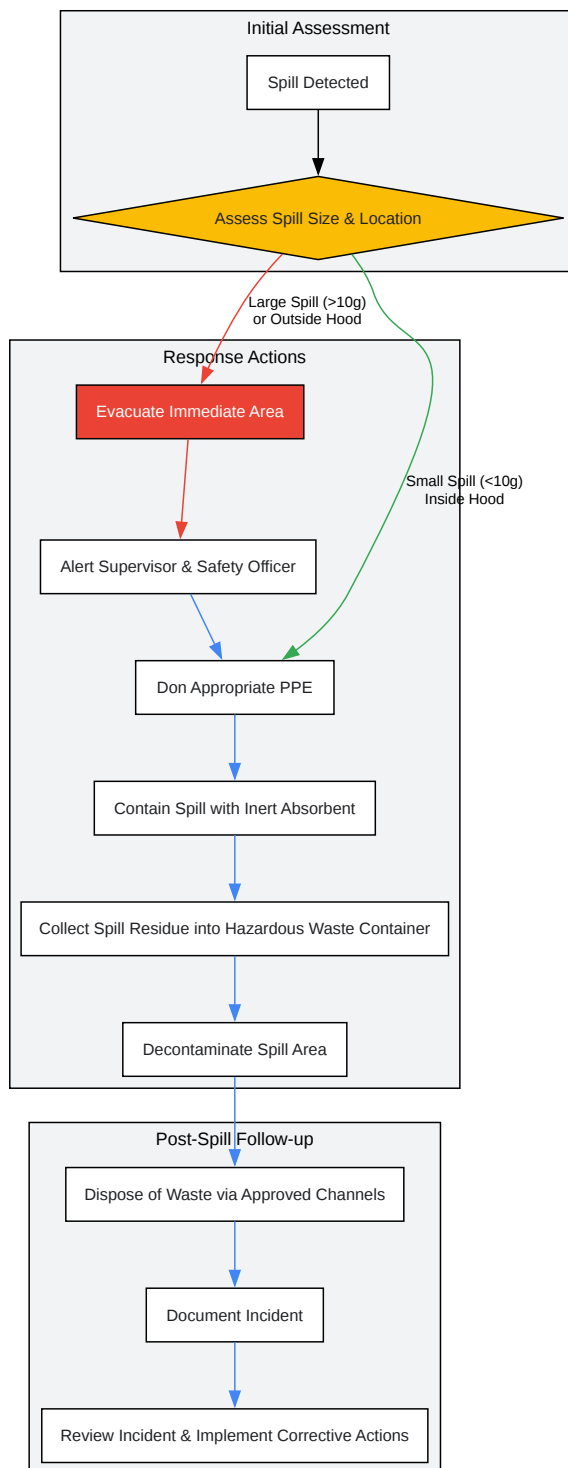 Initial Assessment
Spill Detected
Assess Spill Size & Location
Large Spill (>10g)
or Outside Hood
Response Actions
Evacuate Immediate Area
Small Spill (<10g)
Inside Hood
Alert Supervisor & Safety Officer
Don Appropriate PPE
Contain Spill with Inert Absorbent
Collect Spill Residue into Hazardous Waste Container
Decontaminate Spill Area
Post-Spill Follow-up
Dispose of Waste via Approved Channels
Document Incident
Review Incident & Implement Corrective Actions